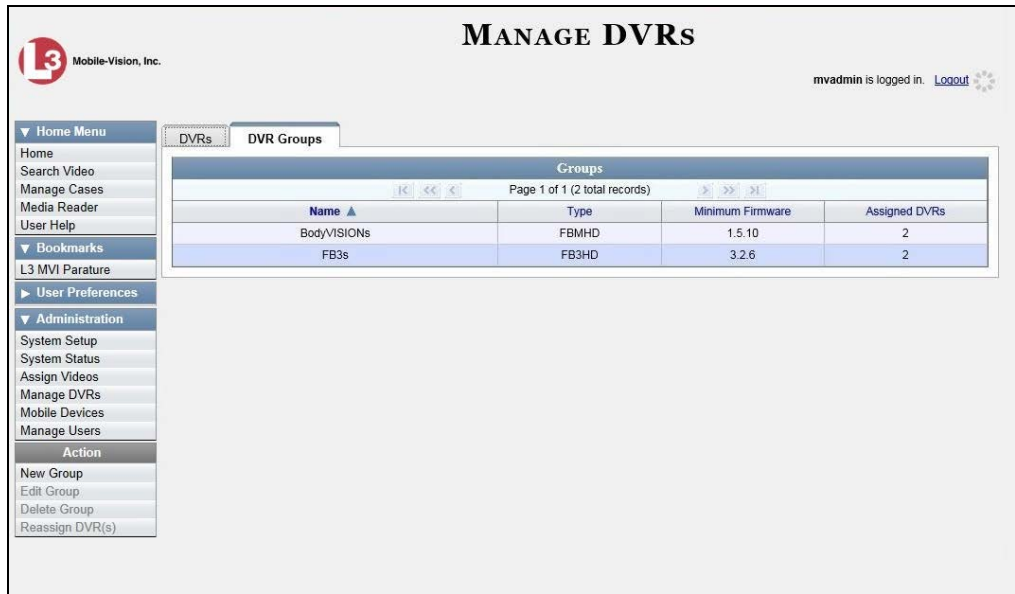 MANAGE DVRS
L3 Mobile-Vision, Inc.
mvadmin is logged in. Logout
▼ Home Menu
Home
Search Video
Manage Cases
Media Reader
User Help
▼ Bookmarks
L3 MVI Parature
▶ User Preferences
▼ Administration
System Setup
System Status
Assign Videos
Manage DVRs
Mobile Devices
Manage Users
Action
New Group
Edit Group
Delete Group
Reassign DVR(s)
DVRs DVR Groups
Groups
|< << < Page 1 of 1 (2 total records) > >> >|
Name ▲ Type Minimum Firmware Assigned DVRs
BodyVISIONs FBMHD 1.5.10 2
FB3s FB3HD 3.2.6 2